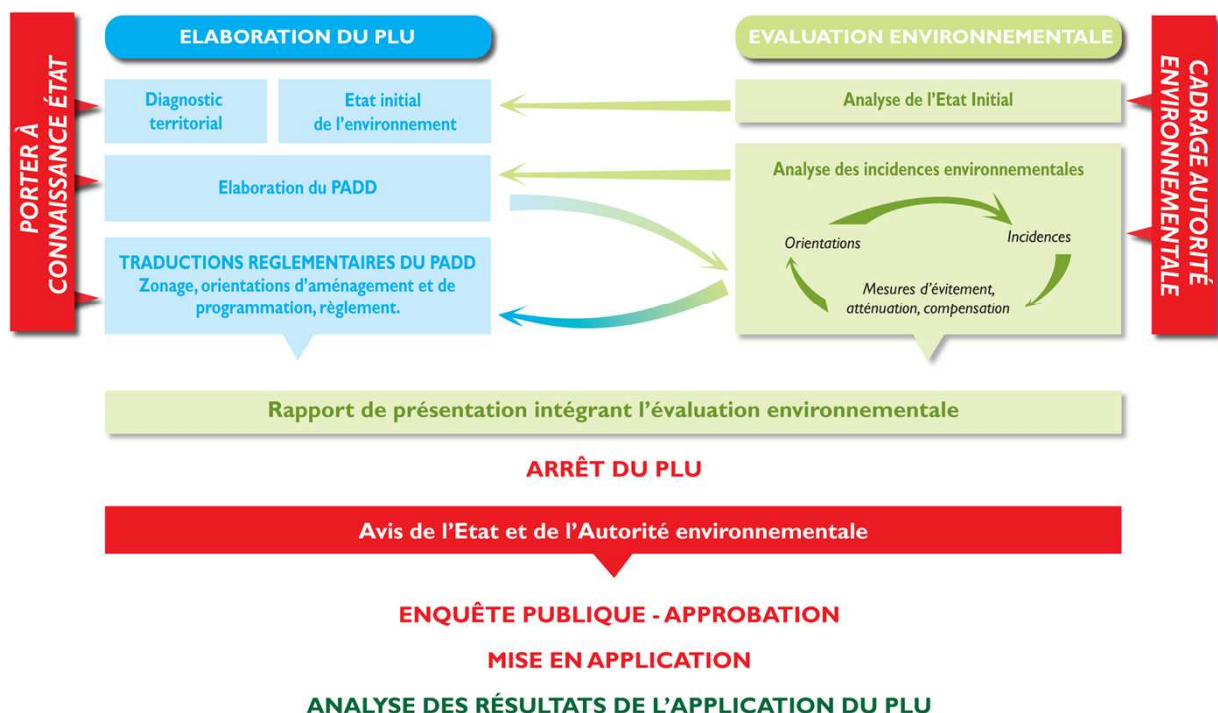 PORTER À
CONNAISSANCE ÉTAT
ELABORATION DU PLU
Diagnostic
territorial
Etat initial
de l'environnement
Elaboration du PADD
TRADUCTIONS REGLEMENTAIRES DU PADD
Zonage, orientations d'aménagement et de
programmation, règlement.
EVALUATION ENVIRONNEMENTALE
Analyse de l'Etat Initial
Analyse des incidences environnementales
Orientations
Incidences
Mesures d'évitement,
atténuation, compensation
CADRAGE AUTORITÉ
ENVIRONNEMENTALE
Rapport de présentation intégrant l'évaluation environnementale
ARRÊT DU PLU
Avis de l'Etat et de l'Autorité environnementale
ENQUÊTE PUBLIQUE - APPROBATION
MISE EN APPLICATION
ANALYSE DES RÉSULTATS DE L'APPLICATION DU PLU